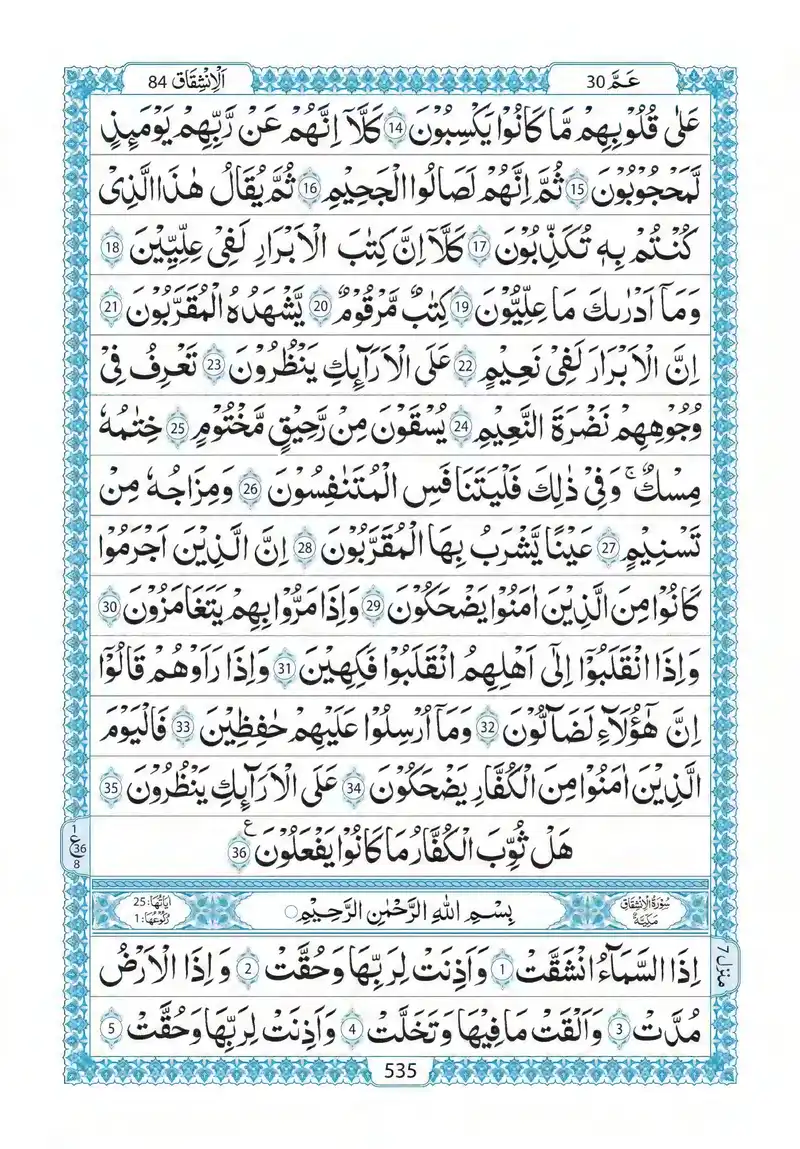 عَمَّ 30
اَلْاِنْشِقَاق 84
عَلٰى قُلُوْبِهِمْ مَّا كَانُوْا يَكْسِبُوْنَ 14 كَلَّاۤ اِنَّهُمْ عَنْ رَّبِّهِمْ يَوْمَىِٕذٍ
لَّمَحْجُوْبُوْنَ 15 ثُمَّ اِنَّهُمْ لَصَالُوا الْجَحِيْمِ 16 ثُمَّ يُقَالُ هٰذَا الَّذِىْ
كُنْتُمْ بِهٖ تُكَذِّبُوْنَ 17 كَلَّاۤ اِنَّ كِتٰبَ الْاَبْرَارِ لَفِىْ عِلِّيِّيْنَ 18
وَمَاۤ اَدْرٰىكَ مَا عِلِّيُّوْنَ 19 كِتٰبٌ مَّرْقُوْمٌ 20 يَّشْهَدُهُ الْمُقَرَّبُوْنَ 21
اِنَّ الْاَبْرَارَ لَفِىْ نَعِيْمٍ 22 عَلَى الْاَرَآىِٕكِ يَنْظُرُوْنَ 23 تَعْرِفُ فِىْ
وُجُوْهِهِمْ نَضْرَةَ النَّعِيْمِ 24 يُسْقَوْنَ مِنْ رَّحِيْقٍ مَّخْتُوْمٍ 25 خِتٰمُهٗ
مِسْكٌ ۚ وَفِىْ ذٰلِكَ فَلْيَتَنَافَسِ الْمُتَنٰفِسُوْنَ 26 وَمِزَاجُهٗ مِنْ
تَسْنِيْمٍ 27 عَيْنًا يَّشْرَبُ بِهَا الْمُقَرَّبُوْنَ 28 اِنَّ الَّذِيْنَ اَجْرَمُوْا
كَانُوْا مِنَ الَّذِيْنَ اٰمَنُوْا يَضْحَكُوْنَ 29 وَاِذَا مَرُّوْا بِهِمْ يَتَغَامَزُوْنَ 30
وَاِذَا انْقَلَبُوْۤا اِلٰٓى اَهْلِهِمُ انْقَلَبُوْا فَكِهِيْنَ 31 وَاِذَا رَاَوْهُمْ قَالُوْۤا
اِنَّ هٰٓؤُلَآءِ لَضَآلُّوْنَ 32 وَمَاۤ اُرْسِلُوْا عَلَيْهِمْ حٰفِظِيْنَ 33 فَالْيَوْمَ
الَّذِيْنَ اٰمَنُوْا مِنَ الْكُفَّارِ يَضْحَكُوْنَ 34 عَلَى الْاَرَآىِٕكِ يَنْظُرُوْنَ 35
هَلْ ثُوِّبَ الْكُفَّارُ مَا كَانُوْا يَفْعَلُوْنَ 36 ع
1
ع 36
8
سُوْرَةُ الْاِنْشِقَاقِ
مَكِّيَّةٌ
بِسْمِ اللهِ الرَّحْمٰنِ الرَّحِيْمِ
اٰيَاتُهَا: 25
رُكُوْعُهَا: 1
اِذَا السَّمَآءُ انْشَقَّتْ 1 وَاَذِنَتْ لِرَبِّهَا وَحُقَّتْ 2 وَاِذَا الْاَرْضُ
مُدَّتْ 3 وَاَلْقَتْ مَا فِيْهَا وَتَخَلَّتْ 4 وَاَذِنَتْ لِرَبِّهَا وَحُقَّتْ 5
منزل 7
535